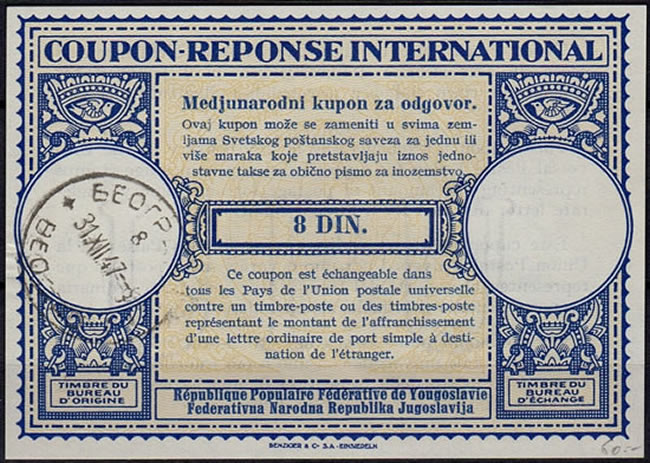 COUPON-REPONSE INTERNATIONAL
Medjunarodni kupon za odgovor.
Ovaj kupon može se zameniti u svima zem-
ljama Svetskog poštanskog saveza za jednu ili
više maraka koje pretstavljaju iznos jedno-
stavne takse za obično pismo za inozemstvo.
8 DIN.
Ce coupon est échangeable dans
tous les Pays de l'Union postale universelle
contre un timbre-poste ou des timbres-poste
représentant le montant de l'affranchissement
d'une lettre ordinaire de port simple à desti-
nation de l'étranger.
БЕОГР
8
31.XII.47-
BEO
TIMBRE DU
BUREAU
D'ORIGINE
République Populaire Fédérative de Yougoslavie
Federativna Narodna Republika Jugoslavija
TIMBRE DU
BUREAU
D'ÉCHANGE
BENZIGER & Co S.A. - EINSIEDELN
60.-